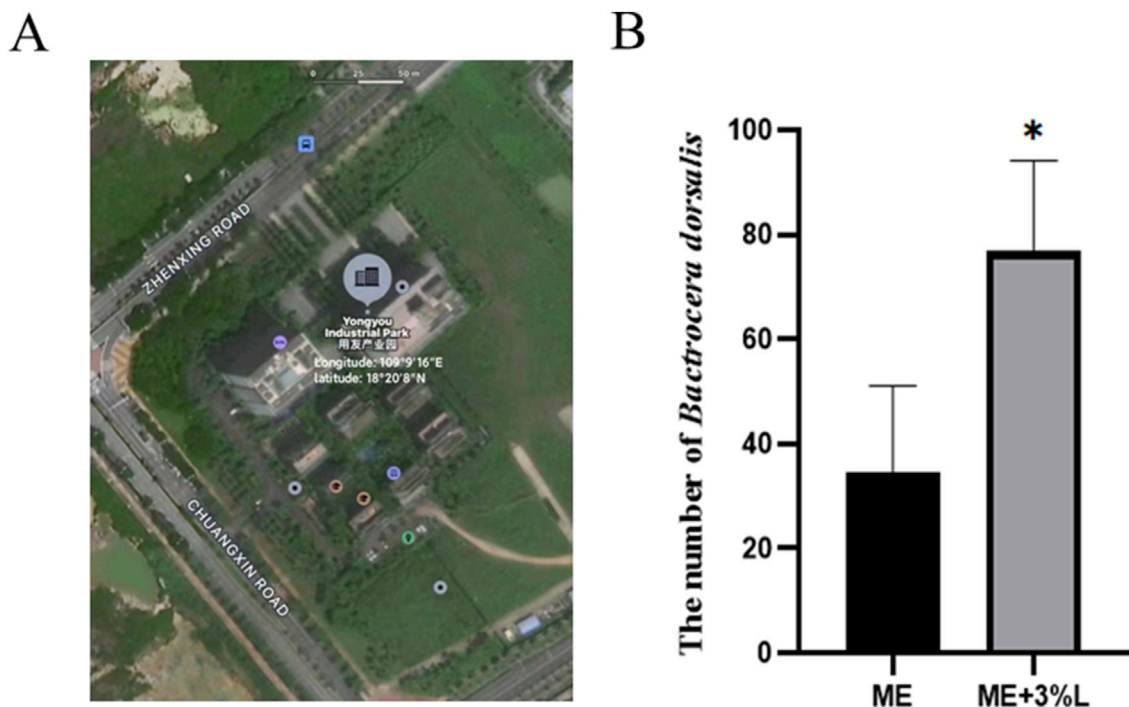 A
0 25 50 m
ZHENXING ROAD
Yongyou
Industrial Park
用友产业园
Longitude: 109°9'16"E
latitude: 18°20'8"N
CHUANGXIN ROAD
B
The number of Bactrocera dorsalis
100
80
60
40
20
0
*
ME
ME+3%L